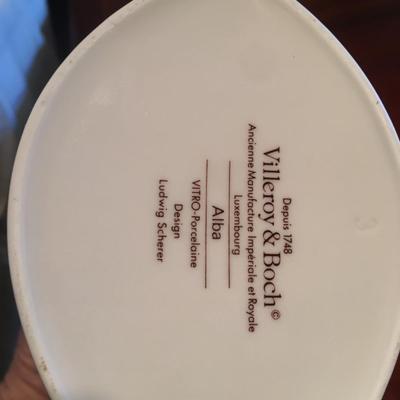 Depuis 1748
Villeroy & Boch©
Ancienne Manufacture Impériale et Royale
Luxembourg
Alba
VITRO-Porcelaine
Design
Ludwig Scherer